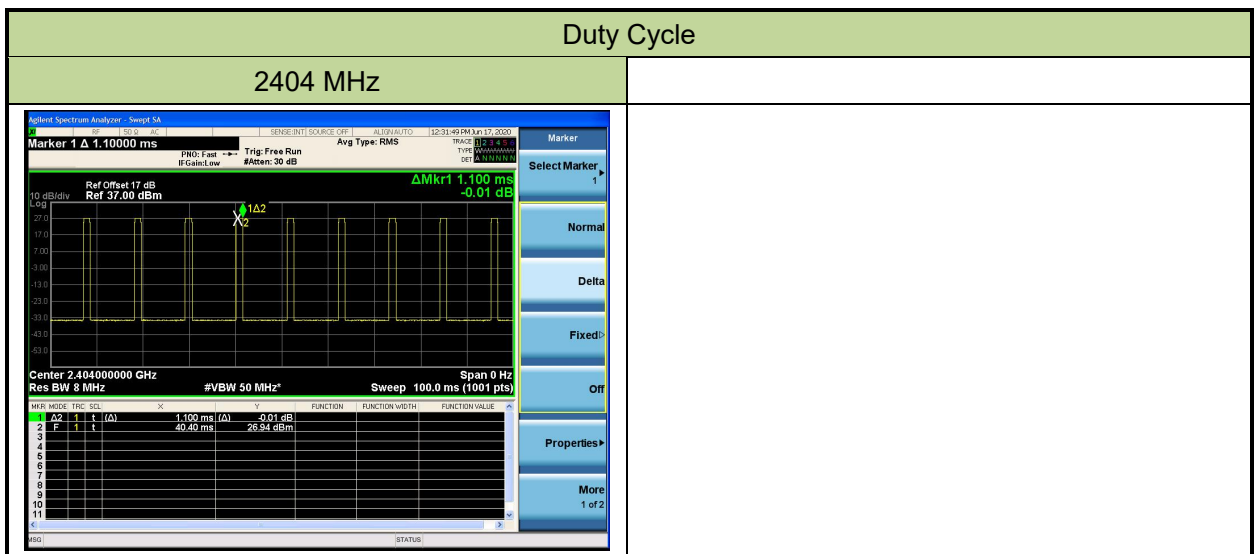 Duty Cycle
2404 MHz
Agilent Spectrum Analyzer - Swept SA
RF 50 Ω AC SENSE:INT SOURCE OFF ALIGN AUTO 12:31:49 PM Jun 17, 2020
Marker 1 Δ 1.10000 ms
PNO: Fast
IFGain:Low
Trig: Free Run
#Atten: 30 dB
Avg Type: RMS
TRACE 1 2 3 4 5 6
TYPE
DET A N N N N N
Marker
Select Marker
1
Ref Offset 17 dB
10 dB/div Ref 37.00 dBm
ΔMkr1 1.100 ms
-0.01 dB
Log
1Δ2
2
27.0
17.0
7.00
-3.00
-13.0
-23.0
-33.0
-43.0
-53.0
Normal
Delta
Fixed
Off
Properties
More
1 of 2
Center 2.404000000 GHz Span 0 Hz
Res BW 8 MHz #VBW 50 MHz* Sweep 100.0 ms (1001 pts)
MKR MODE TRC SCL X Y FUNCTION FUNCTION WIDTH FUNCTION VALUE
1 Δ2 1 t (Δ) 1.100 ms (Δ) -0.01 dB
2 F 1 t 40.40 ms 26.94 dBm
3
4
5
6
7
8
9
10
11
MSG STATUS